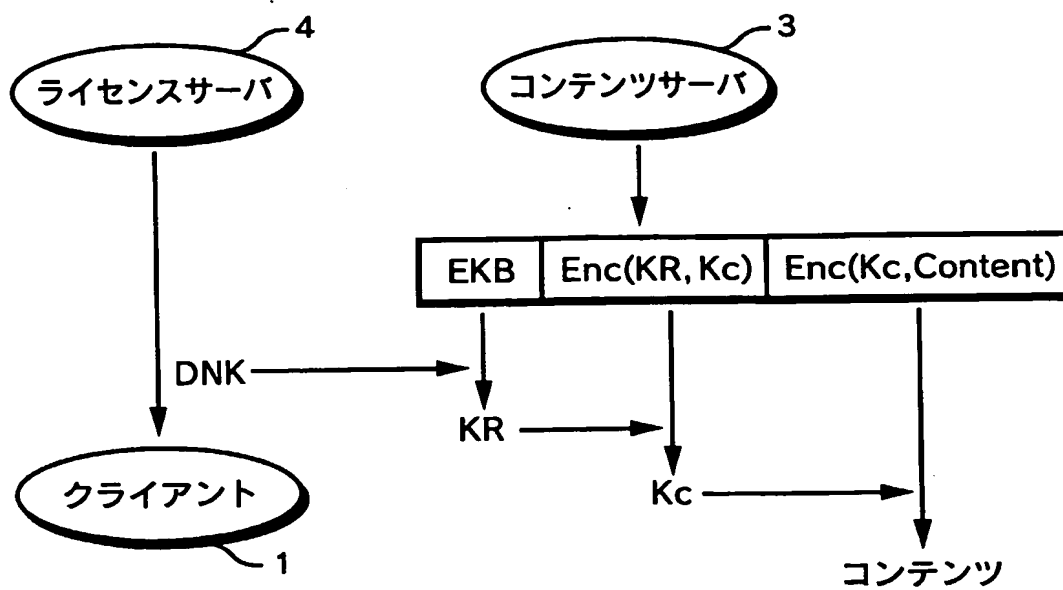 4
ライセンスサーバ
3
コンテンツサーバ
EKB
Enc(KR, Kc)
Enc(Kc,Content)
DNK
KR
Kc
クライアント
1
コンテンツ